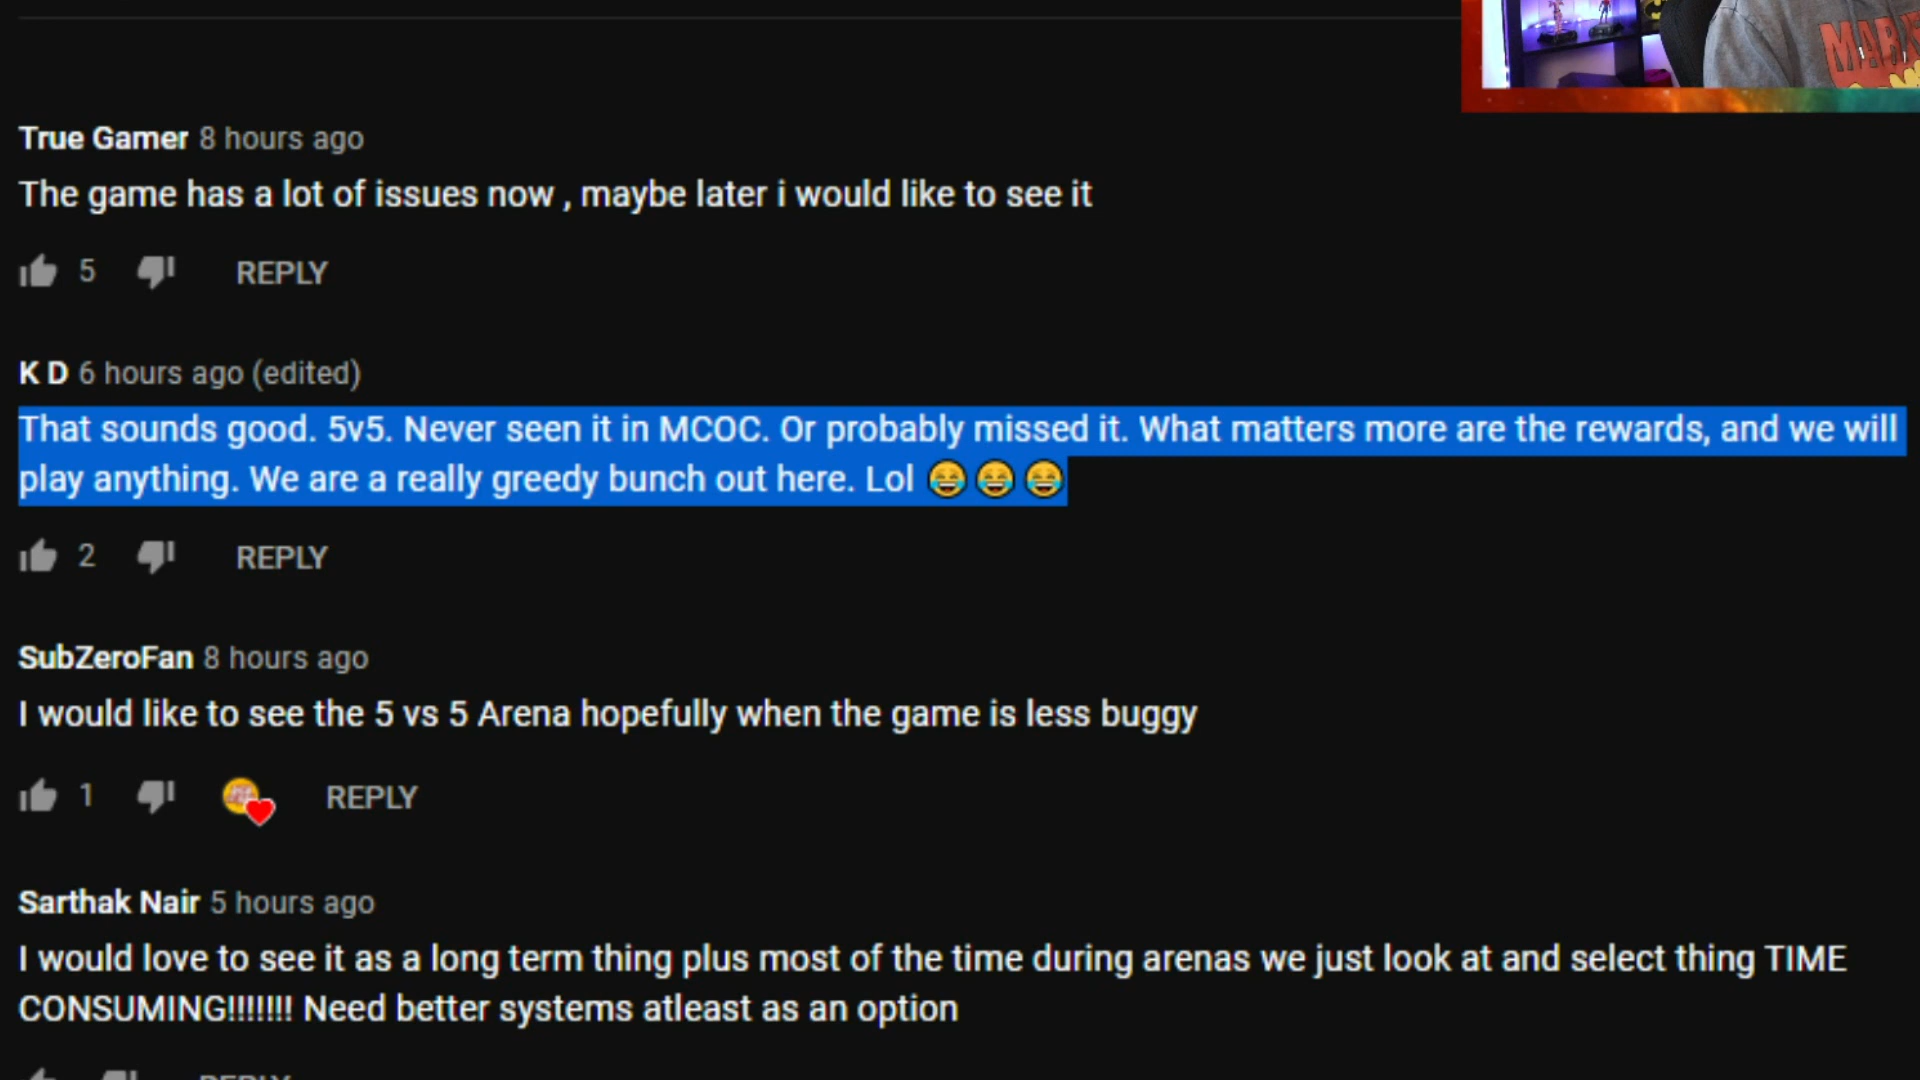 True Gamer 8 hours ago
The game has a lot of issues now , maybe later i would like to see it
5 REPLY
K D 6 hours ago (edited)
That sounds good. 5v5. Never seen it in MCOC. Or probably missed it. What matters more are the rewards, and we will
play anything. We are a really greedy bunch out here. Lol 😂😂😂
2 REPLY
SubZeroFan 8 hours ago
I would like to see the 5 vs 5 Arena hopefully when the game is less buggy
1 REPLY
Sarthak Nair 5 hours ago
I would love to see it as a long term thing plus most of the time during arenas we just look at and select thing TIME
CONSUMING!!!!!!! Need better systems atleast as an option
REPLY